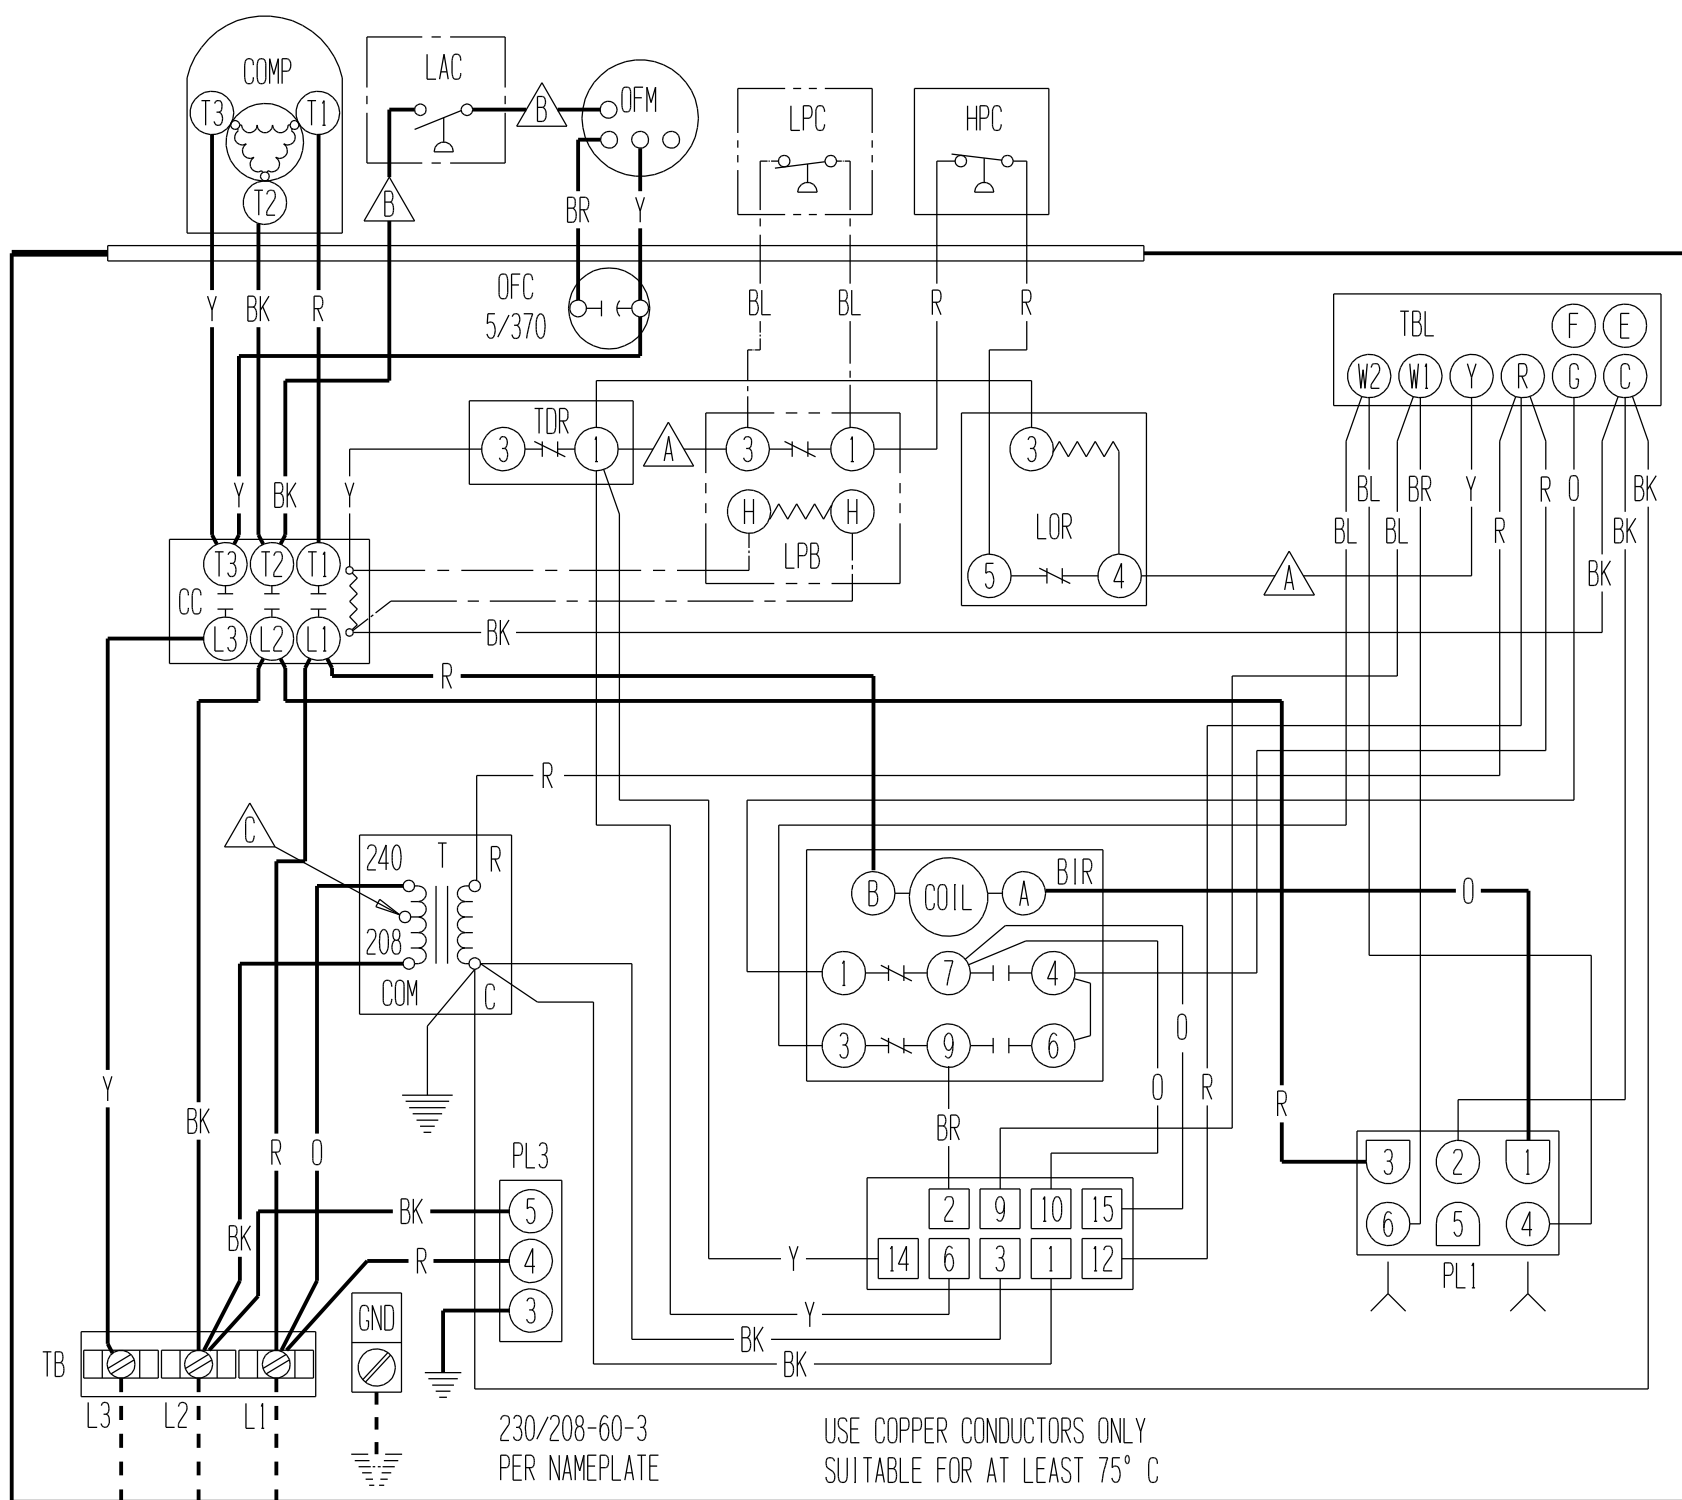 COMP
LAC
OFM
LPC
HPC
T3
T1
T2
B
B
BR
Y
OFC
5/370
Y
BK
R
BL
BL
R
R
TBL
F
E
W2
W1
Y
R
G
C
TDR
3
1
A
3
1
3
Y
BK
Y
H
H
LPB
LOR
5
4
A
BL
BR
Y
R
O
BK
BL
BL
R
BK
BK
T3
T2
T1
CC
L3
L2
L1
BK
R
R
C
240
T
R
208
COM
C
B
COIL
A
BIR
O
1
7
4
3
9
6
O
O
R
R
Y
BK
R
O
BK
BR
PL3
BK
5
R
4
3
2
9
10
15
Y
14
6
3
1
12
Y
BK
BK
3
2
1
6
5
4
PL1
GND
TB
L3
L2
L1
230/208-60-3
PER NAMEPLATE
USE COPPER CONDUCTORS ONLY
SUITABLE FOR AT LEAST 75° C